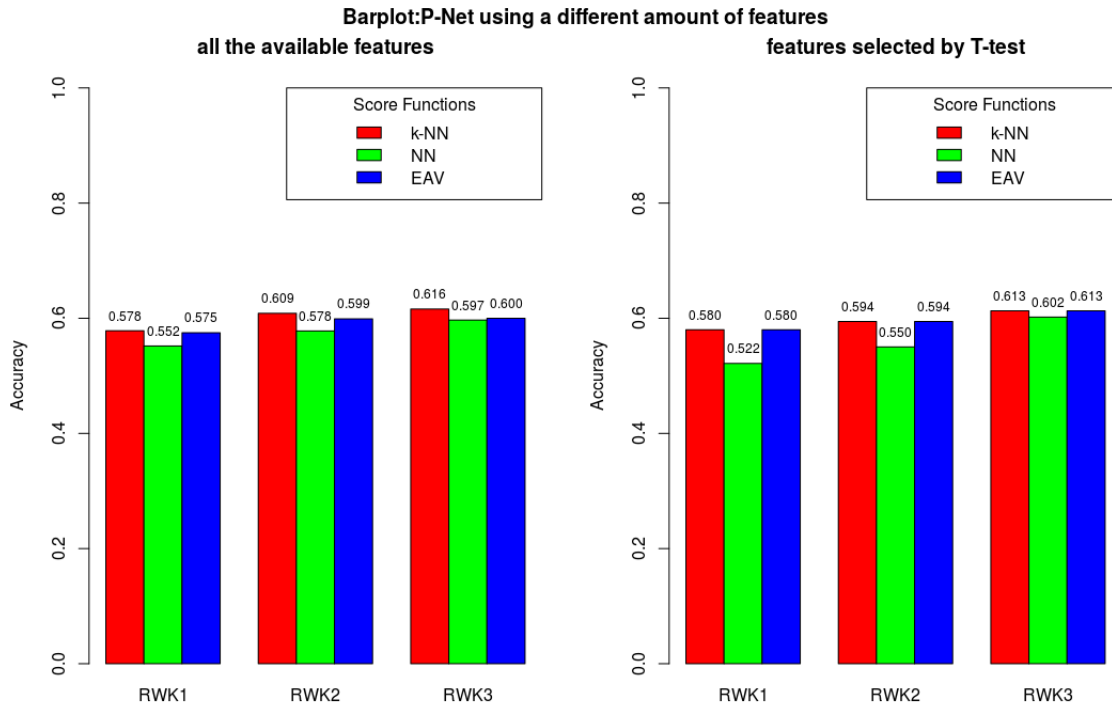 Barplot:P-Net using a different amount of features
all the available features
features selected by T-test
Accuracy
0.0
0.2
0.4
0.6
0.8
1.0
Score Functions
k-NN
NN
EAV
0.578
0.552
0.575
0.609
0.578
0.599
0.616
0.597
0.600
RWK1
RWK2
RWK3
Accuracy
0.0
0.2
0.4
0.6
0.8
1.0
Score Functions
k-NN
NN
EAV
0.580
0.522
0.580
0.594
0.550
0.594
0.613
0.602
0.613
RWK1
RWK2
RWK3